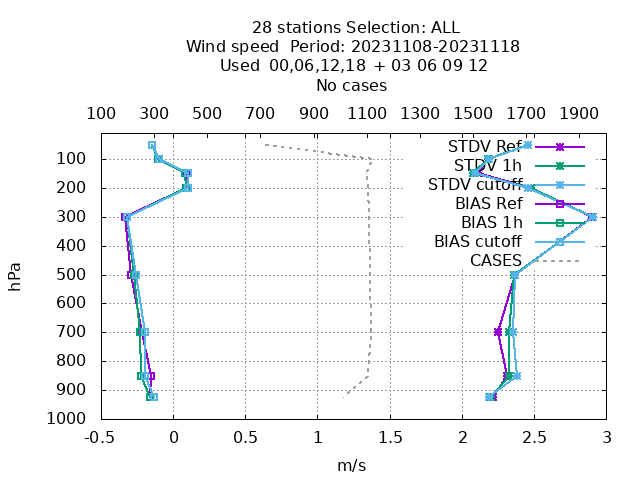 28 stations Selection: ALL
Wind speed  Period: 20231108-20231118
Used  00,06,12,18 + 03 06 09 12
No cases
100 300 500 700 900 1100 1300 1500 1700 1900
STDV Ref
STDV 1h
STDV cutoff
BIAS Ref
BIAS 1h
BIAS cutoff
CASES
100
200
300
400
500
600
700
800
900
1000
hPa
-0.5 0 0.5 1 1.5 2 2.5 3
m/s